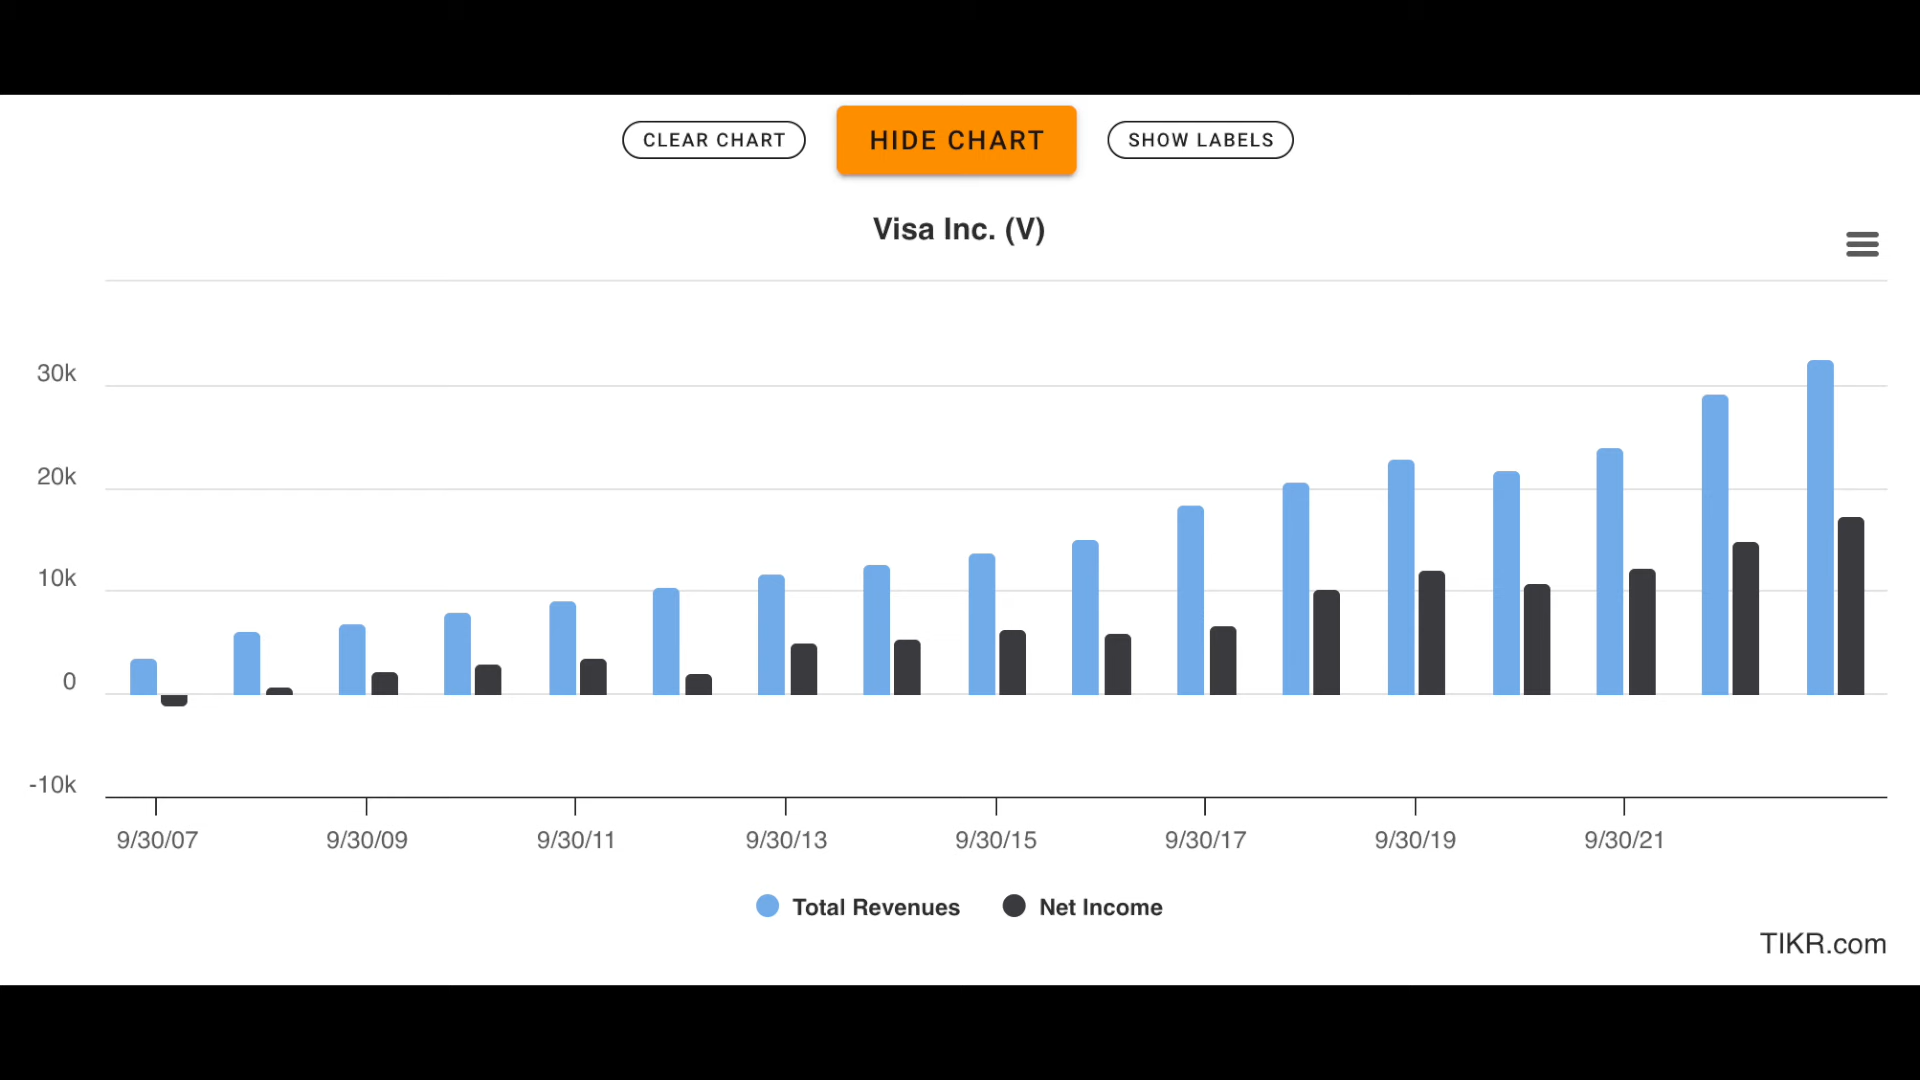 CLEAR CHART
HIDE CHART
SHOW LABELS
Visa Inc. (V)
30k
20k
10k
0
-10k
9/30/07
9/30/09
9/30/11
9/30/13
9/30/15
9/30/17
9/30/19
9/30/21
Total Revenues
Net Income
TIKR.com